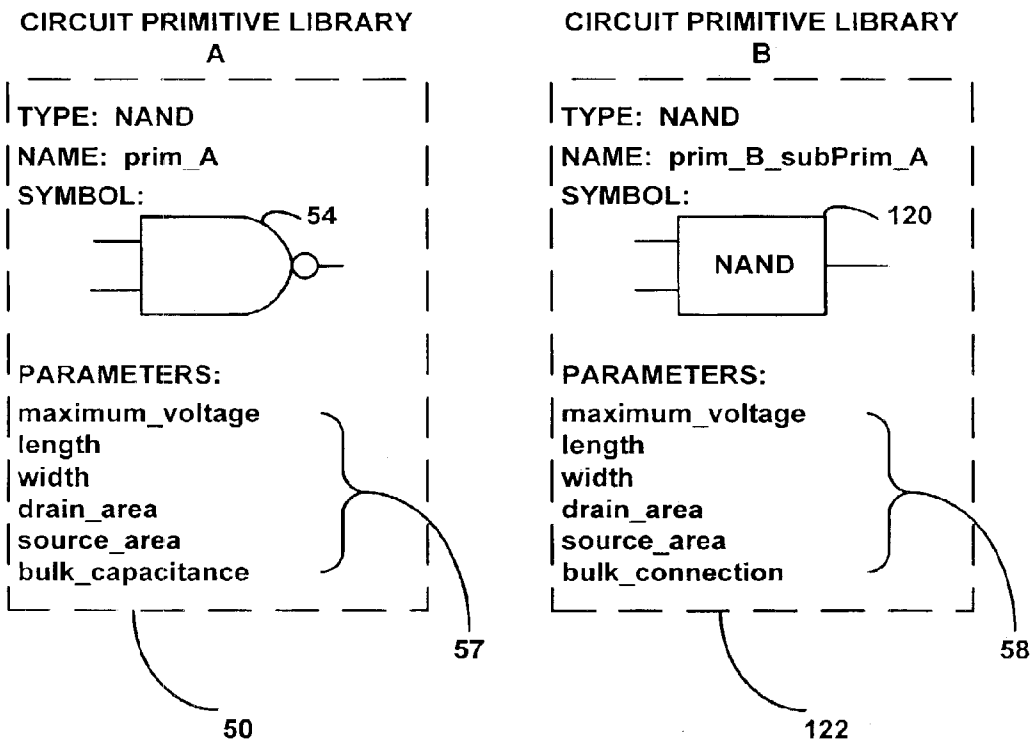 CIRCUIT PRIMITIVE LIBRARY
A
TYPE: NAND
NAME: prim_A
SYMBOL:
54
PARAMETERS:
maximum_voltage
length
width
drain_area
source_area
bulk_capacitance
57
50
CIRCUIT PRIMITIVE LIBRARY
B
TYPE: NAND
NAME: prim_B_subPrim_A
SYMBOL:
120
NAND
PARAMETERS:
maximum_voltage
length
width
drain_area
source_area
bulk_connection
58
122